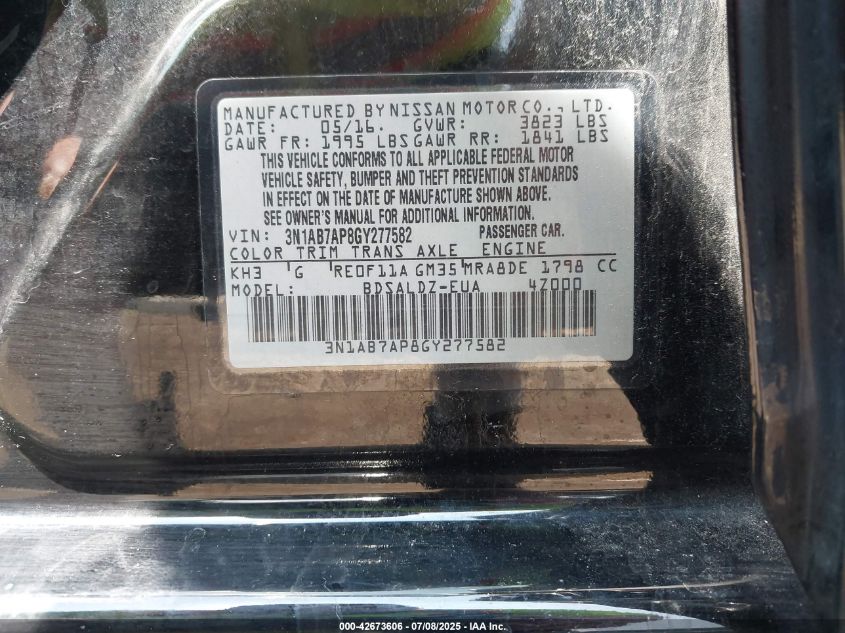 MANUFACTURED BY NISSAN MOTOR CO., LTD.
DATE: 05/16. GVWR: 3823 LBS
GAWR FR: 1995 LBS GAWR RR: 1841 LBS
THIS VEHICLE CONFORMS TO ALL APPLICABLE FEDERAL MOTOR
VEHICLE SAFETY, BUMPER AND THEFT PREVENTION STANDARDS
IN EFFECT ON THE DATE OF MANUFACTURE SHOWN ABOVE.
SEE OWNER'S MANUAL FOR ADDITIONAL INFORMATION.
VIN: 3N1AB7AP8GY277582 PASSENGER CAR.
COLOR TRIM TRANS AXLE ENGINE
KH3 G RE0F11A GM35 MRA8DE 1798 CC
MODEL: BDSALDZ-EUA 4Z000
3N1AB7AP8GY277582
000-42673606 - 07/08/2025 - IAA Inc.